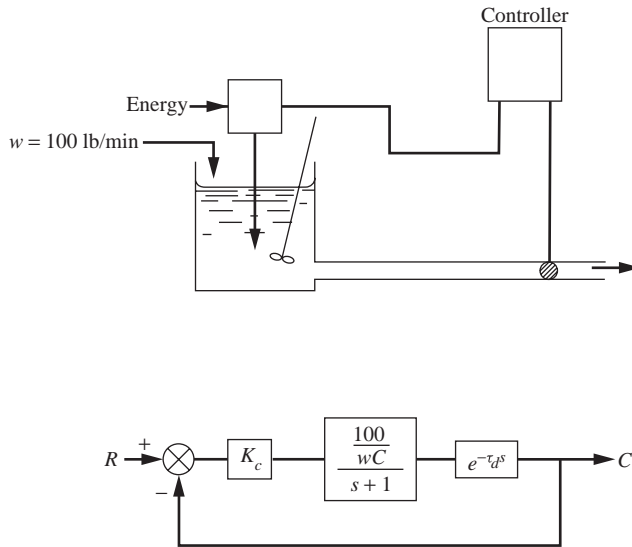 Controller
Energy
w = 100 lb/min
R
+
−
K_c
100
wC
s + 1
e^{−τ_d s}
C